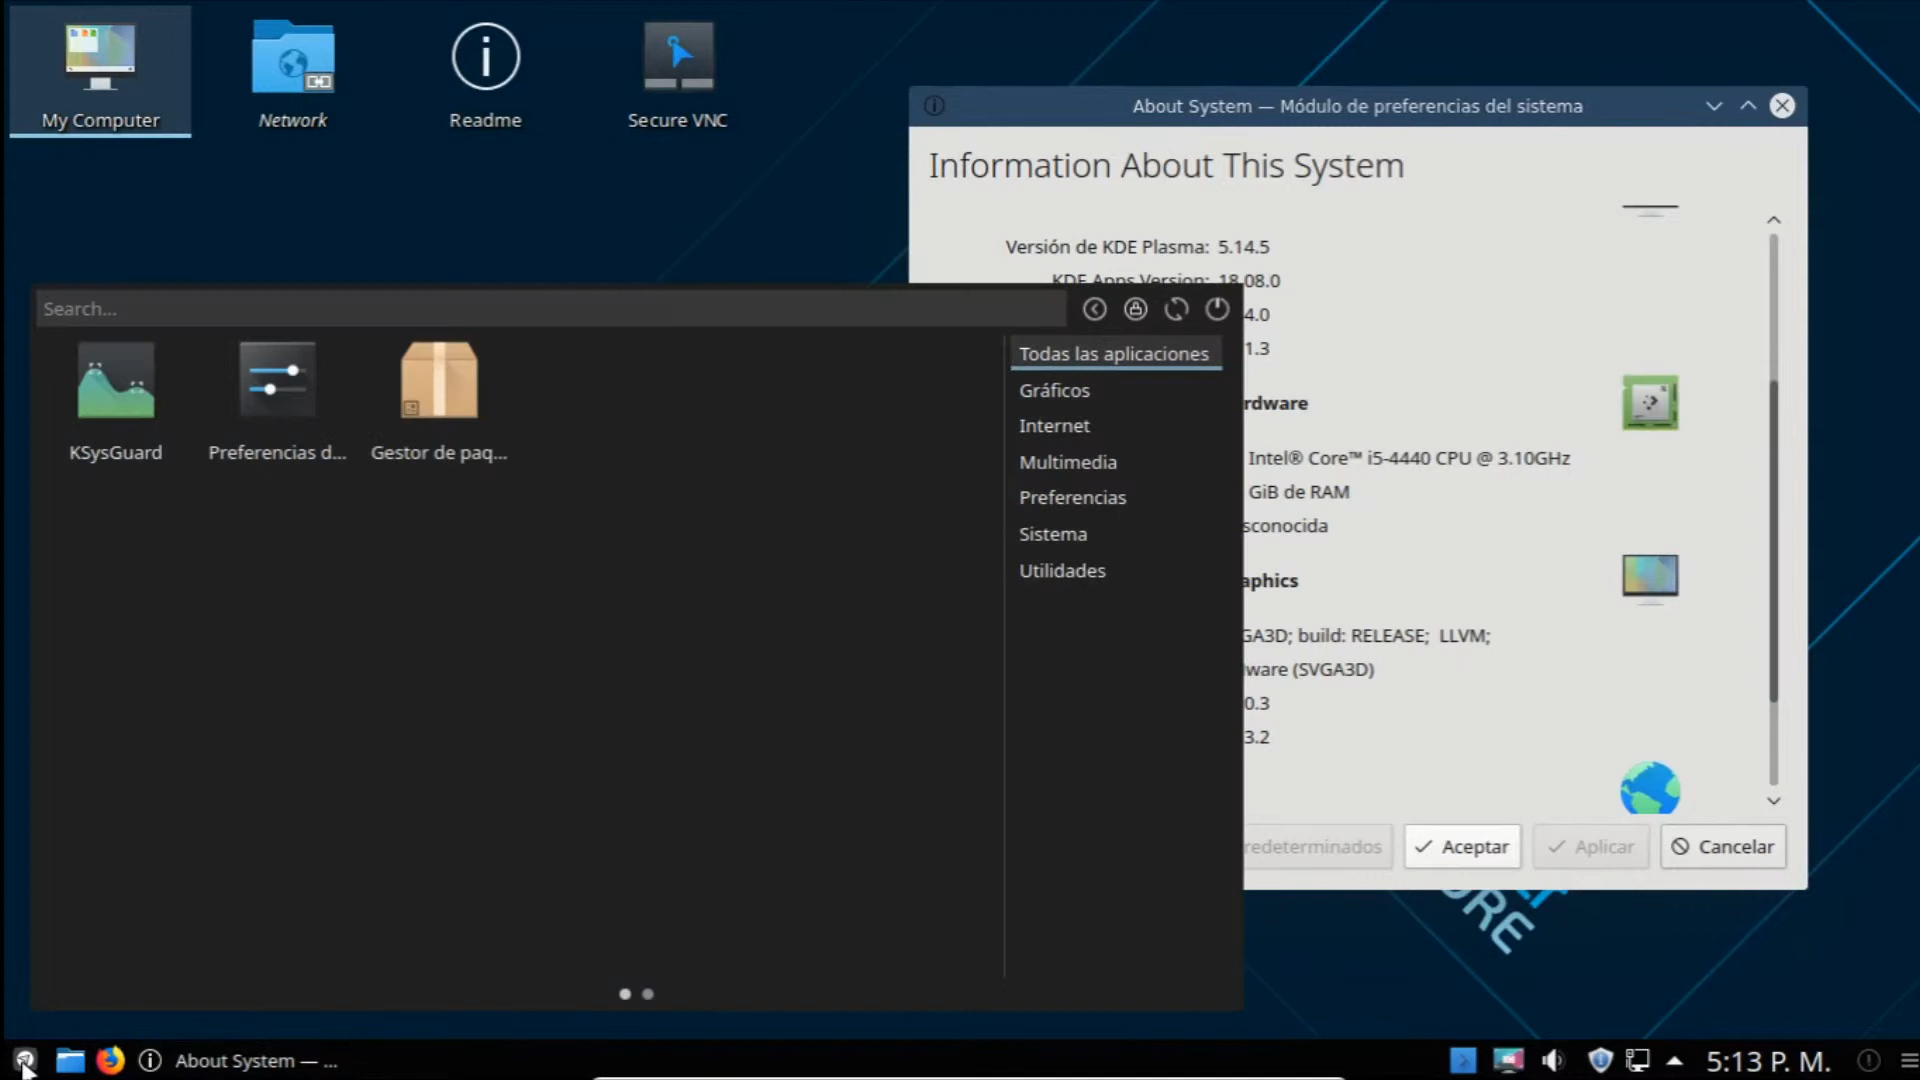 My Computer
Network
Readme
Secure VNC
About System — Módulo de preferencias del sistema
Information About This System
Versión de KDE Plasma: 5.14.5
KDE Apps Version: 18.08.0
4.0
1.3
rdware
Intel® Core™ i5-4440 CPU @ 3.10GHz
GiB de RAM
sconocida
aphics
GA3D; build: RELEASE; LLVM;
ware (SVGA3D)
0.3
3.2
redeterminados
Aceptar
Aplicar
Cancelar
Search...
KSysGuard
Preferencias d...
Gestor de paq...
Todas las aplicaciones
Gráficos
Internet
Multimedia
Preferencias
Sistema
Utilidades
ORE
About System — ...
5:13 P. M.